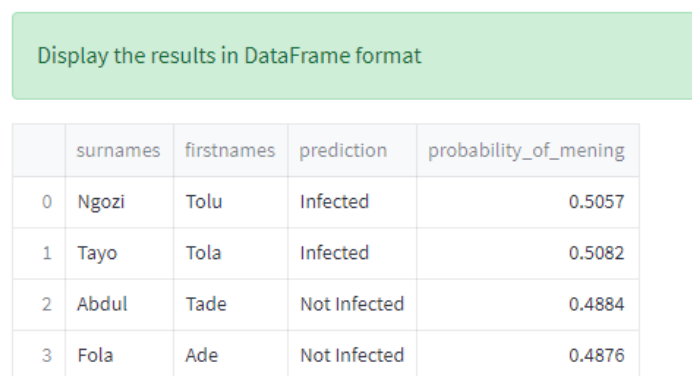 Display the results in DataFrame format
surnames firstnames prediction probability_of_mening
0 Ngozi Tolu Infected 0.5057
1 Tayo Tola Infected 0.5082
2 Abdul Tade Not Infected 0.4884
3 Fola Ade Not Infected 0.4876